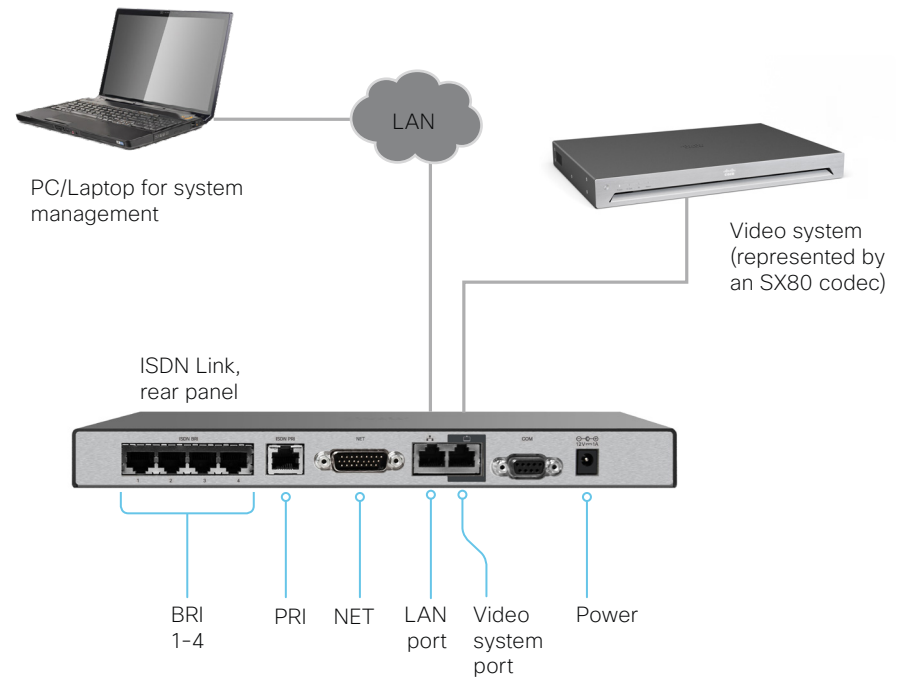 LAN
PC/Laptop for system
management
Video system
(represented by
an SX80 codec)
ISDN Link,
rear panel
ISDN BRI
ISDN PRI
NET
COM
12V⎓1A
1 2 3 4
BRI
1-4
PRI
NET
LAN
port
Video
system
port
Power